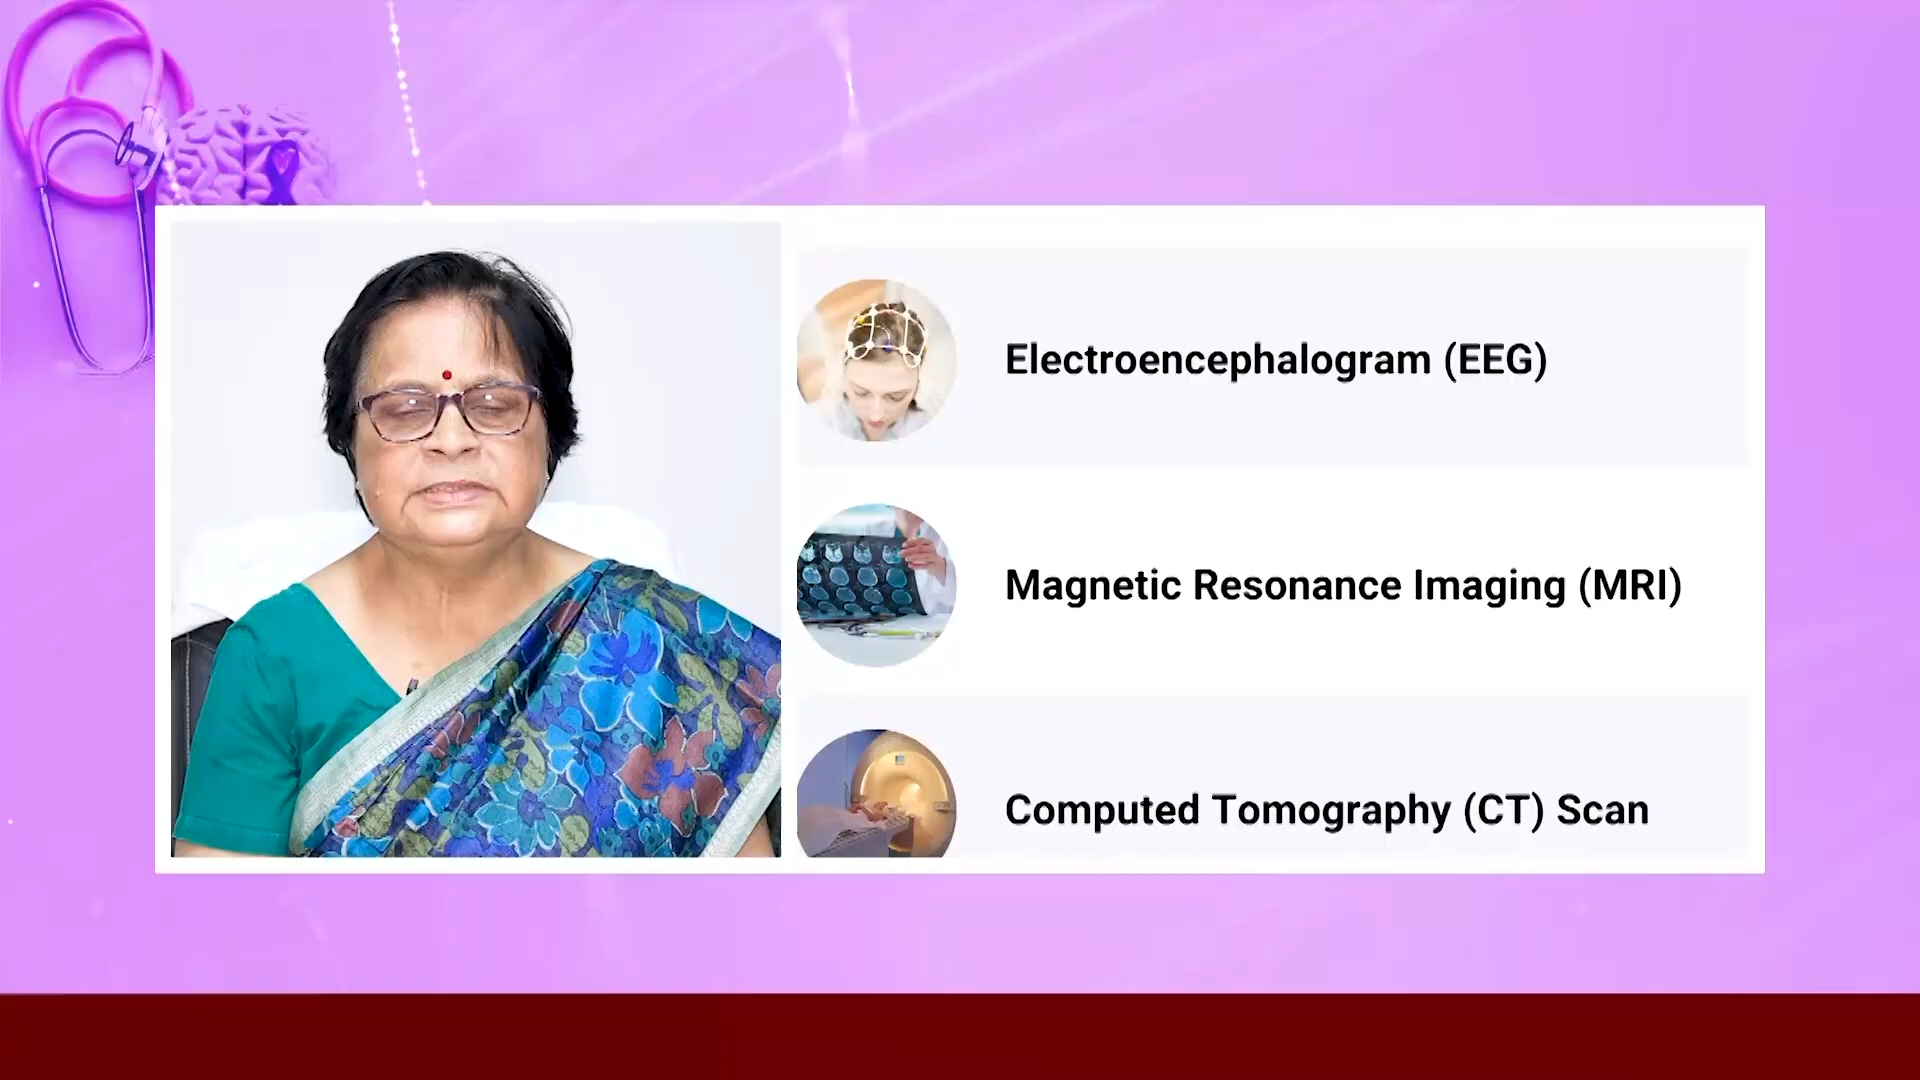 Electroencephalogram (EEG)
Magnetic Resonance Imaging (MRI)
Computed Tomography (CT) Scan